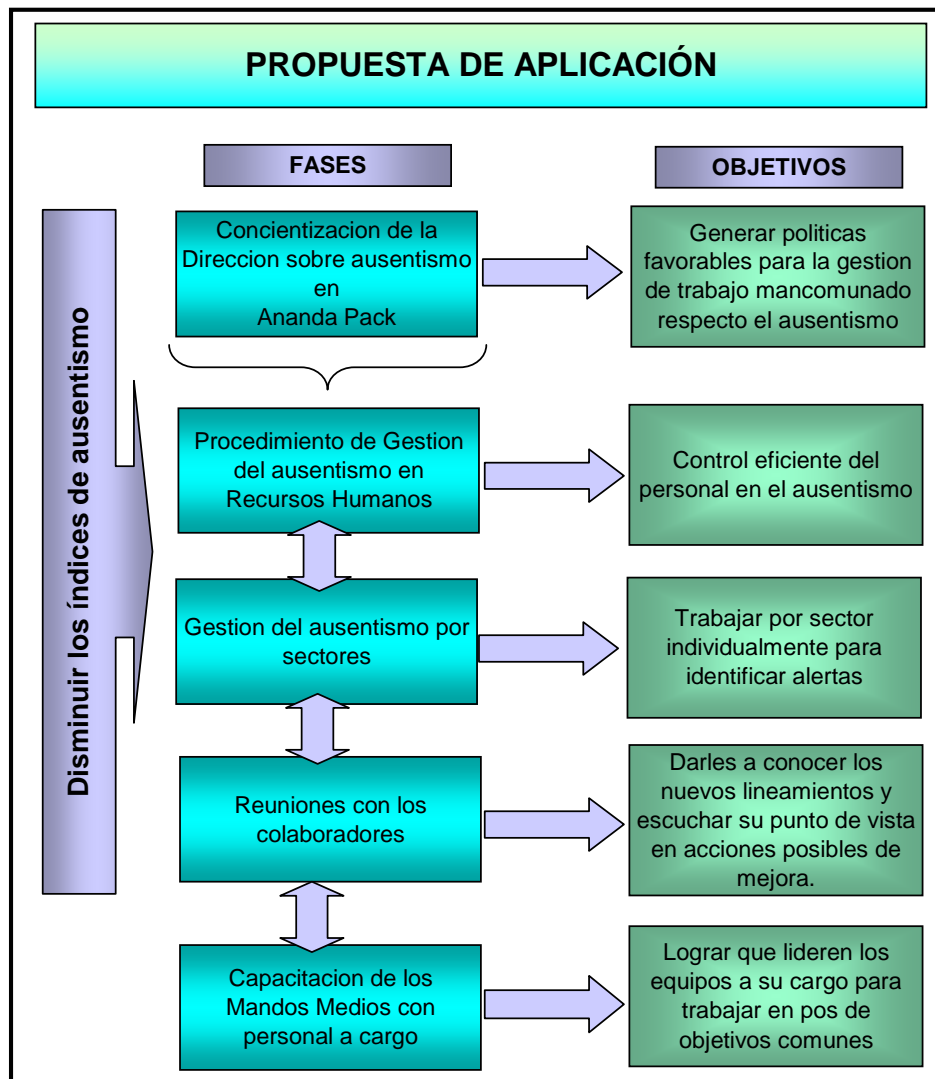 PROPUESTA DE APLICACIÓN
FASES
OBJETIVOS
Disminuir los índices de ausentismo
Concientizacion de la
Direccion sobre ausentismo
en
Ananda Pack
Generar politicas
favorables para la gestion
de trabajo mancomunado
respecto el ausentismo
Procedimiento de Gestion
del ausentismo en
Recursos Humanos
Control eficiente del
personal en el ausentismo
Gestion del ausentismo por
sectores
Trabajar por sector
individualmente para
identificar alertas
Reuniones con los
colaboradores
Darles a conocer los
nuevos lineamientos y
escuchar su punto de vista
en acciones posibles de
mejora.
Capacitacion de los
Mandos Medios con
personal a cargo
Lograr que lideren los
equipos a su cargo para
trabajar en pos de
objetivos comunes